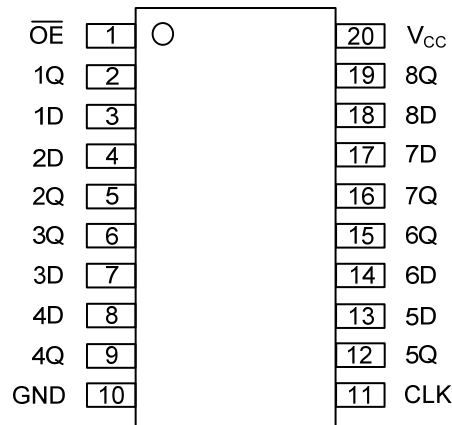 OE 1 20 VCC
1Q 2 19 8Q
1D 3 18 8D
2D 4 17 7D
2Q 5 16 7Q
3Q 6 15 6Q
3D 7 14 6D
4D 8 13 5D
4Q 9 12 5Q
GND 10 11 CLK